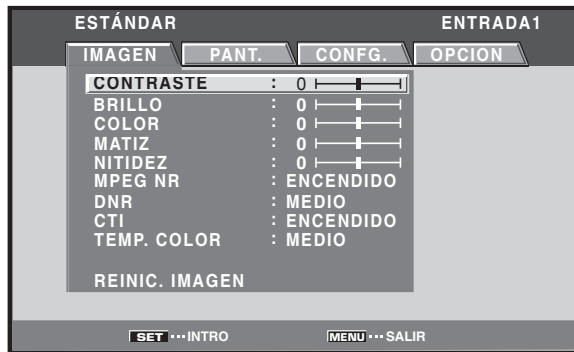 ESTÁNDAR ENTRADA1
IMAGEN PANT. CONFG. OPCION
CONTRASTE : 0
BRILLO : 0
COLOR : 0
MATIZ : 0
NITIDEZ : 0
MPEG NR : ENCENDIDO
DNR : MEDIO
CTI : ENCENDIDO
TEMP. COLOR : MEDIO
REINIC. IMAGEN
SET ··· INTRO MENU ··· SALIR